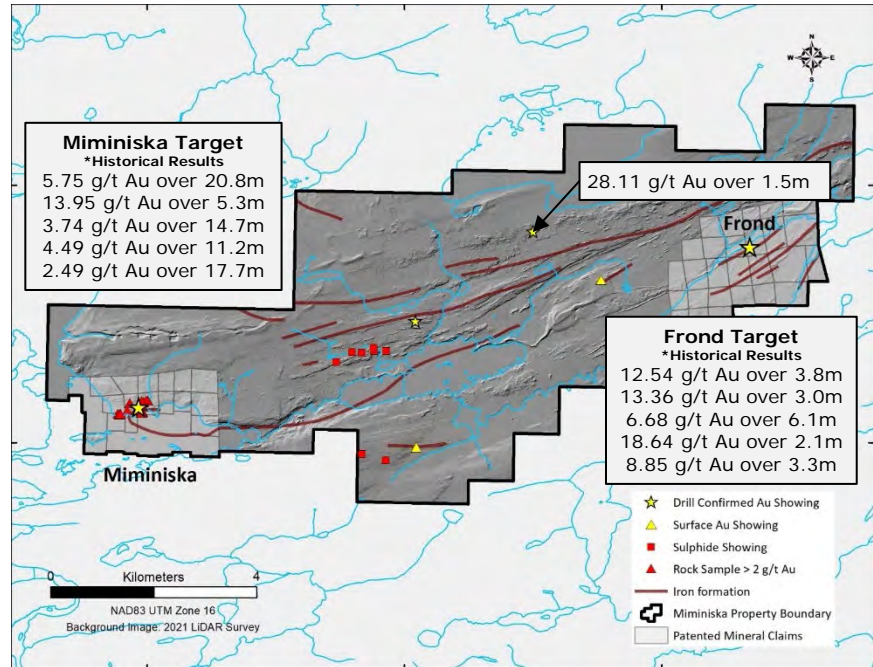 N
W E
S
Miminiska Target
*Historical Results
5.75 g/t Au over 20.8m
13.95 g/t Au over 5.3m
3.74 g/t Au over 14.7m
4.49 g/t Au over 11.2m
2.49 g/t Au over 17.7m
28.11 g/t Au over 1.5m
Frond
Frond Target
*Historical Results
12.54 g/t Au over 3.8m
13.36 g/t Au over 3.0m
6.68 g/t Au over 6.1m
18.64 g/t Au over 2.1m
8.85 g/t Au over 3.3m
Miminiska
Drill Confirmed Au Showing
Surface Au Showing
Sulphide Showing
Rock Sample > 2 g/t Au
Iron formation
Miminiska Property Boundary
Patented Mineral Claims
0 Kilometers 4
NAD83 UTM Zone 16
Background Image: 2021 LiDAR Survey